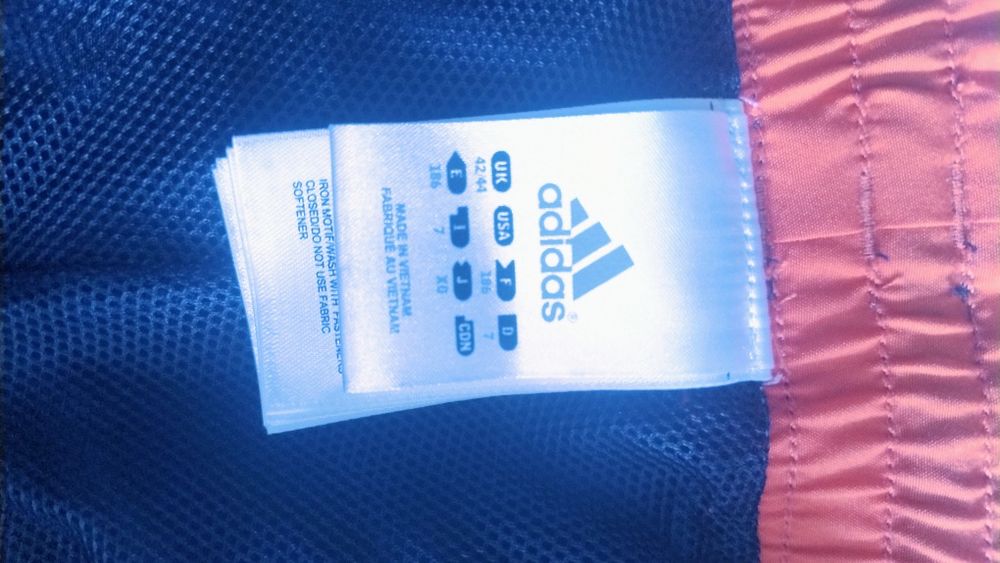 adidas®
UK USA F D
42/44 186 7
E I J CDN
186 7 XO
MADE IN VIETNAM
FABRIQUÉ AU VIETNAM
IRON MOTIF/WASH WITH FASTENERS
CLOSED/DO NOT USE FABRIC
SOFTENER